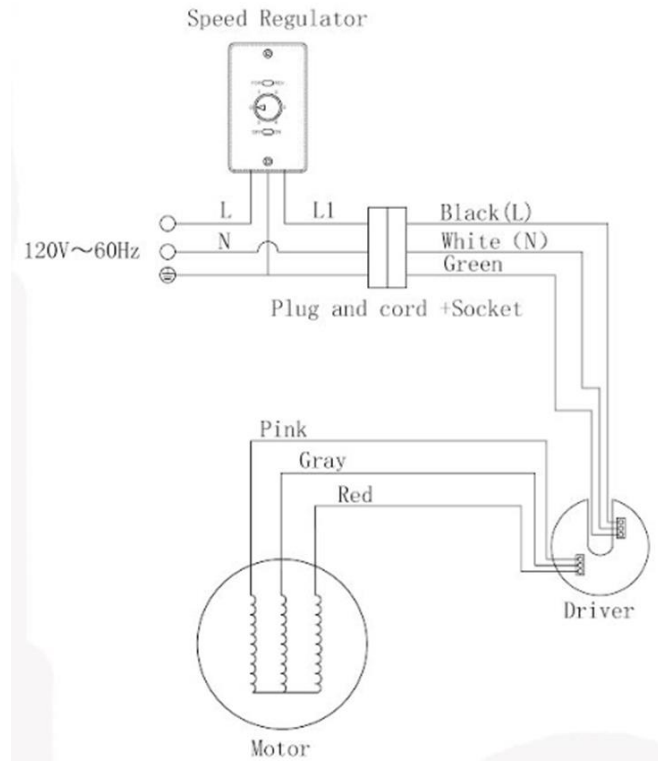 Speed Regulator
L
L1
Black(L)
120V～60Hz
N
White (N)
Green
Plug and cord +Socket
Pink
Gray
Red
Driver
Motor